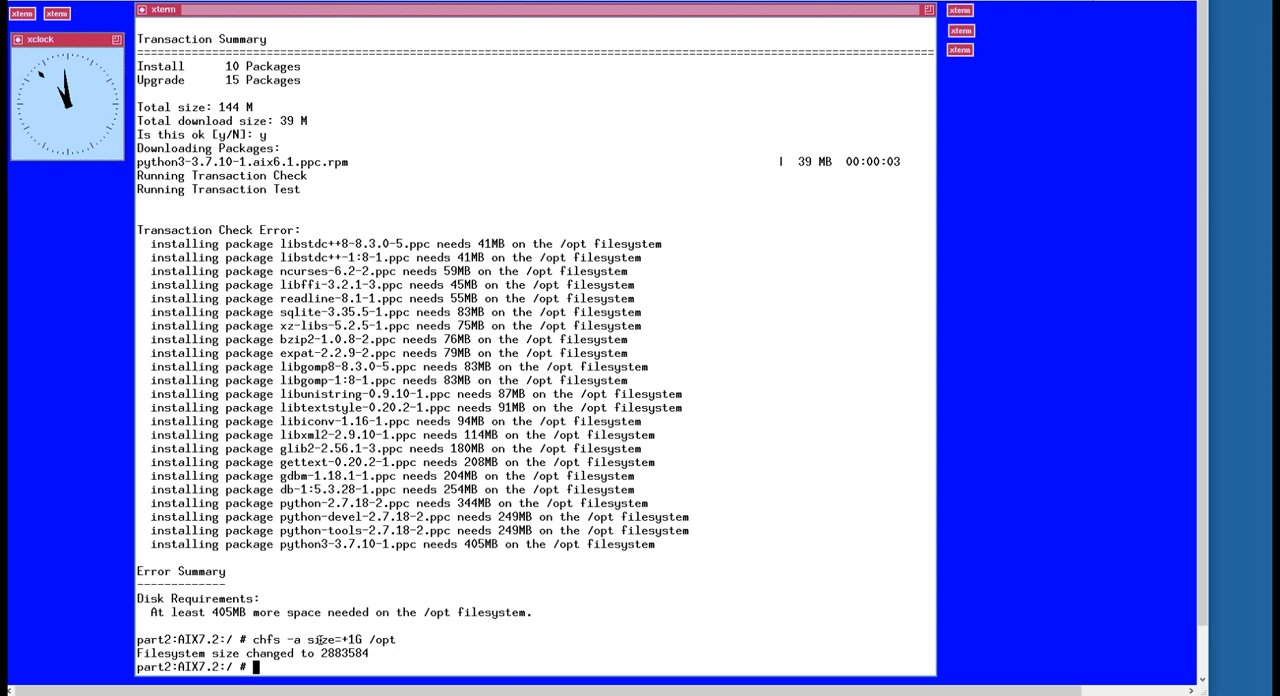 xterm
xterm
xclock
xterm
xterm
xterm
xterm
Transaction Summary
================================================================================
Install      10 Packages
Upgrade      15 Packages
Total size: 144 M
Total download size: 39 M
Is this ok [y/N]: y
Downloading Packages:
python3-3.7.10-1.aix6.1.ppc.rpm | 39 MB 00:00:03
Running Transaction Check
Running Transaction Test
Transaction Check Error:
installing package libstdc++8-8.3.0-5.ppc needs 41MB on the /opt filesystem
installing package libstdc++-1:8-1.ppc needs 41MB on the /opt filesystem
installing package ncurses-6.2-2.ppc needs 59MB on the /opt filesystem
installing package libffi-3.2.1-3.ppc needs 45MB on the /opt filesystem
installing package readline-8.1-1.ppc needs 55MB on the /opt filesystem
installing package sqlite-3.35.5-1.ppc needs 83MB on the /opt filesystem
installing package xz-libs-5.2.5-1.ppc needs 75MB on the /opt filesystem
installing package bzip2-1.0.8-2.ppc needs 76MB on the /opt filesystem
installing package expat-2.2.9-2.ppc needs 79MB on the /opt filesystem
installing package libgomp8-8.3.0-5.ppc needs 83MB on the /opt filesystem
installing package libgomp-1:8-1.ppc needs 83MB on the /opt filesystem
installing package libunistring-0.9.10-1.ppc needs 87MB on the /opt filesystem
installing package libtextstyle-0.20.2-1.ppc needs 91MB on the /opt filesystem
installing package libiconv-1.16-1.ppc needs 94MB on the /opt filesystem
installing package libxml2-2.9.10-1.ppc needs 114MB on the /opt filesystem
installing package glib2-2.56.1-3.ppc needs 180MB on the /opt filesystem
installing package gettext-0.20.2-1.ppc needs 208MB on the /opt filesystem
installing package gdbm-1.18.1-1.ppc needs 204MB on the /opt filesystem
installing package db-1:5.3.28-1.ppc needs 254MB on the /opt filesystem
installing package python-2.7.18-2.ppc needs 344MB on the /opt filesystem
installing package python-devel-2.7.18-2.ppc needs 249MB on the /opt filesystem
installing package python-tools-2.7.18-2.ppc needs 249MB on the /opt filesystem
installing package python3-3.7.10-1.ppc needs 405MB on the /opt filesystem
Error Summary
-------------
Disk Requirements:
At least 405MB more space needed on the /opt filesystem.
part2:AIX7.2:/ # chfs -a size=+1G /opt
Filesystem size changed to 2883584
part2:AIX7.2:/ #